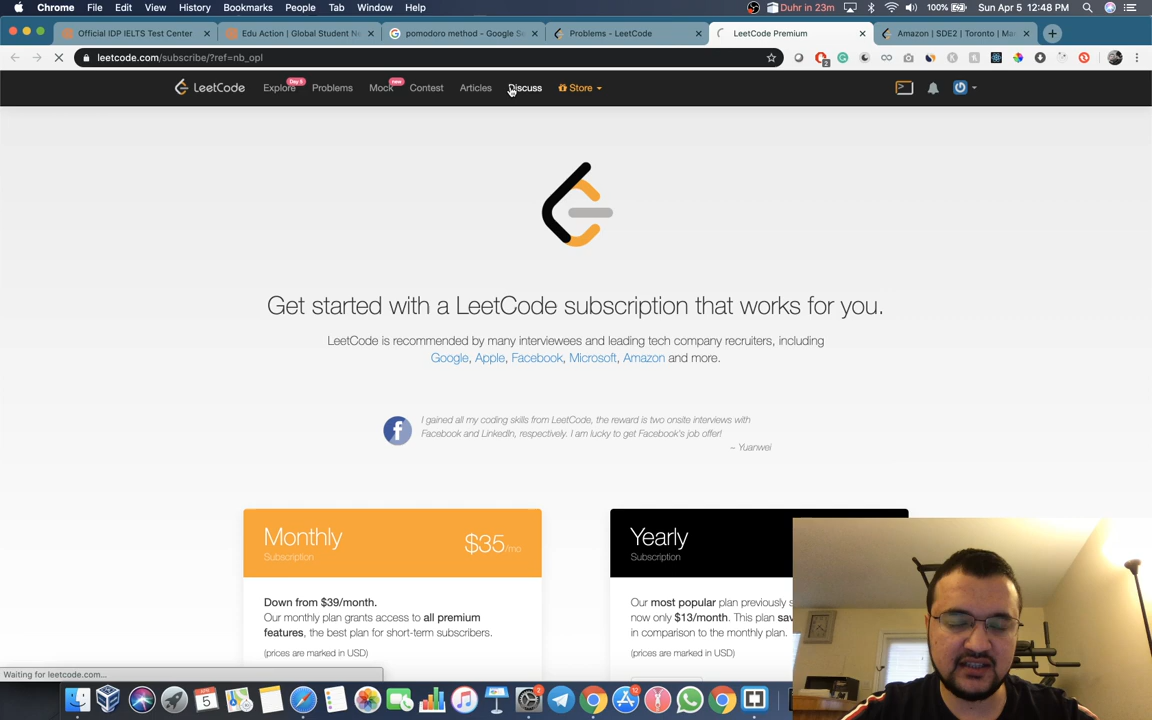 Chrome File Edit View History Bookmarks People Tab Window Help Duhr in 23m 100% Sun Apr 5 12:48 PM
Official IDP IELTS Test Center
Edu Action | Global Student Ne
pomodoro method - Google Se
Problems - LeetCode
LeetCode Premium
Amazon | SDE2 | Toronto | Mar
leetcode.com/subscribe/?ref=nb_opl
LeetCode Explore Day 5 Problems Mock new Contest Articles Discuss Store
Get started with a LeetCode subscription that works for you.
LeetCode is recommended by many interviewees and leading tech company recruiters, including
Google, Apple, Facebook, Microsoft, Amazon and more.
I gained all my coding skills from LeetCode, the reward is two onsite interviews with
Facebook and LinkedIn, respectively. I am lucky to get Facebook's job offer!
~ Yuanwei
Monthly
Subscription
$35/mo
Down from $39/month.
Our monthly plan grants access to all premium
features, the best plan for short-term subscribers.
(prices are marked in USD)
Yearly
Subscription
Our most popular plan previously s
now only $13/month. This plan sav
in comparison to the monthly plan.
(prices are marked in USD)
Waiting for leetcode.com...